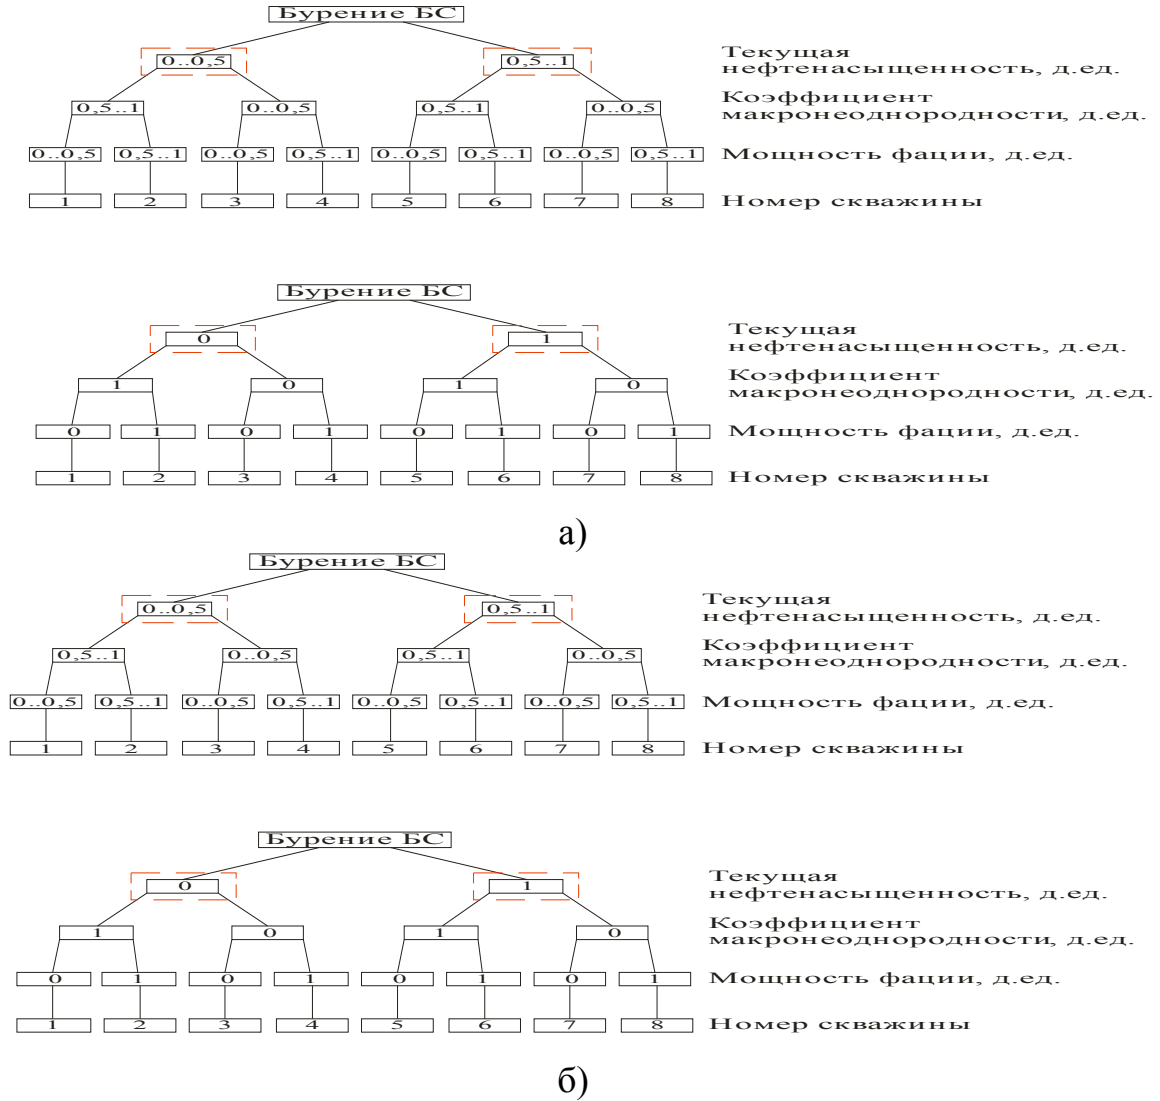 Бурение БС
0..0,5 0,5..1 Текущая
нефтенасыщенность, д.ед.
0,5..1 0..0,5 0,5..1 0..0,5 Коэффициент
макронеоднородности, д.ед.
0..0,5 0,5..1 0..0,5 0,5..1 0..0,5 0,5..1 0..0,5 0,5..1 Мощность фации, д.ед.
1 2 3 4 5 6 7 8 Номер скважины
Бурение БС
0 1 Текущая
нефтенасыщенность, д.ед.
1 0 1 0 Коэффициент
макронеоднородности, д.ед.
0 1 0 1 0 1 0 1 Мощность фации, д.ед.
1 2 3 4 5 6 7 8 Номер скважины
а)
Бурение БС
0..0,5 0,5..1 Текущая
нефтенасыщенность, д.ед.
0,5..1 0..0,5 0,5..1 0..0,5 Коэффициент
макронеоднородности, д.ед.
0..0,5 0,5..1 0..0,5 0,5..1 0..0,5 0,5..1 0..0,5 0,5..1 Мощность фации, д.ед.
1 2 3 4 5 6 7 8 Номер скважины
Бурение БС
0 1 Текущая
нефтенасыщенность, д.ед.
1 0 1 0 Коэффициент
макронеоднородности, д.ед.
0 1 0 1 0 1 0 1 Мощность фации, д.ед.
1 2 3 4 5 6 7 8 Номер скважины
б)